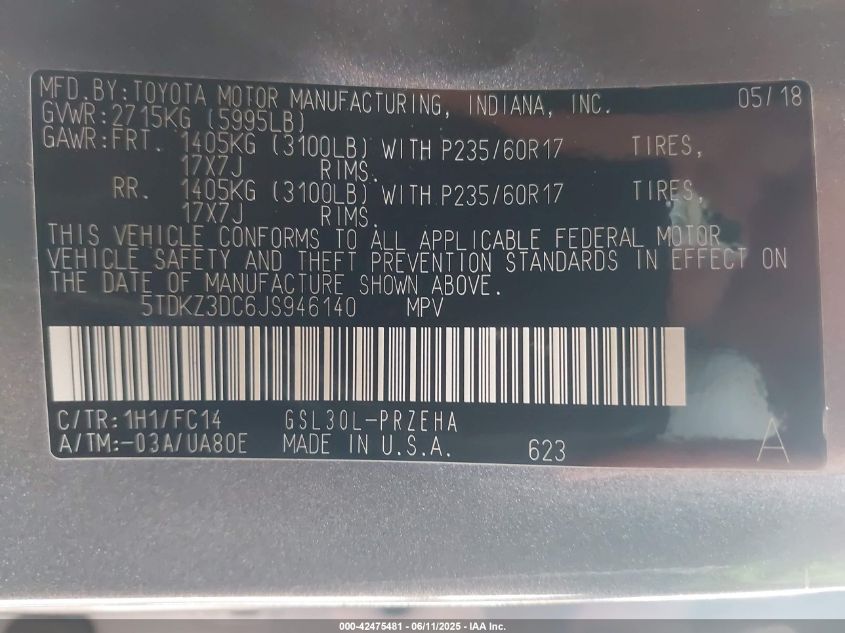 MFD.BY:TOYOTA MOTOR MANUFACTURING, INDIANA, INC. 05/18
GVWR:2715KG (5995LB)
GAWR:FRT. 1405KG (3100LB) WITH P235/60R17 TIRES,
17X7J RIMS.
RR. 1405KG (3100LB) WITH P235/60R17 TIRES,
17X7J RIMS.
THIS VEHICLE CONFORMS TO ALL APPLICABLE FEDERAL MOTOR
VEHICLE SAFETY AND THEFT PREVENTION STANDARDS IN EFFECT ON
THE DATE OF MANUFACTURE SHOWN ABOVE.
5TDKZ3DC6JS946140 MPV
C/TR:1H1/FC14 GSL30L-PRZEHA
A/TM:-03A/UA80E MADE IN U.S.A. 623 A
000-42475481 - 06/11/2025 - IAA Inc.